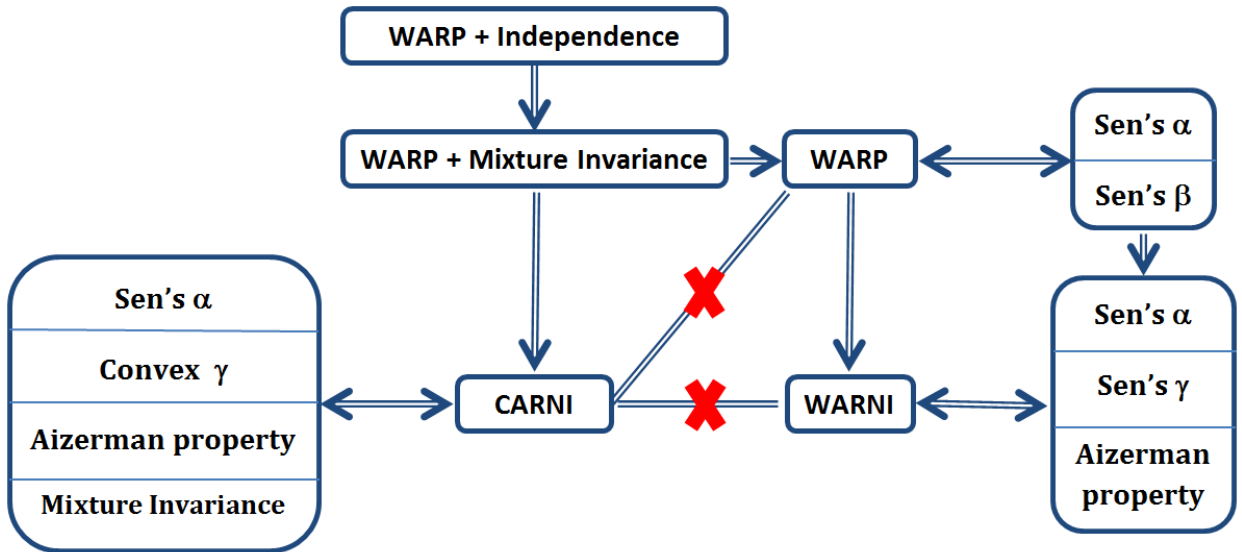 WARP + Independence
WARP + Mixture Invariance
WARP
Sen's α
Sen's β
Sen's α
Convex γ
Aizerman property
Mixture Invariance
CARNI
WARNI
Sen's α
Sen's γ
Aizerman
property